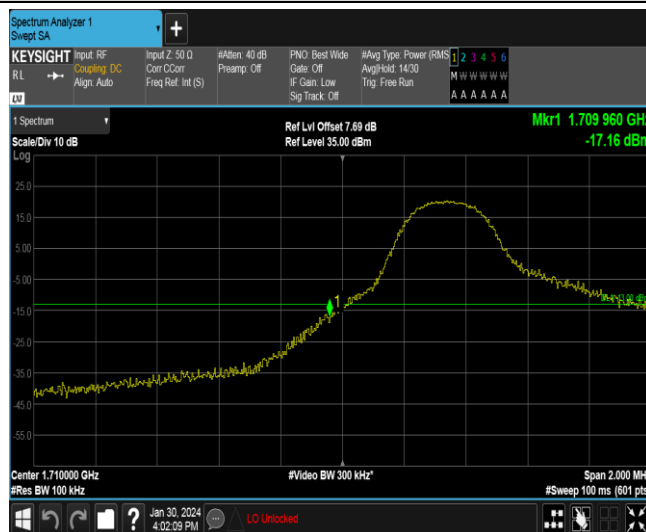 Spectrum Analyzer 1
Swept SA
KEYSIGHT
RL
LXI
Input: RF
Coupling: DC
Align: Auto
Input Z: 50 Ω
Corr CCorr
Freq Ref: Int (S)
#Atten: 40 dB
Preamp: Off
PNO: Best Wide
Gate: Off
IF Gain: Low
Sig Track: Off
#Avg Type: Power (RMS
Avg|Hold: 14/30
Trig: Free Run
1 2 3 4 5 6
M W W W W W
A A A A A A
1 Spectrum
Scale/Div 10 dB
Ref Lvl Offset 7.69 dB
Ref Level 35.00 dBm
Mkr1 1.709 960 GHz
-17.16 dBm
Log
25.0
15.0
5.00
-5.00
-15.0
-25.0
-35.0
-45.0
-55.0
1
Center 1.710000 GHz
#Res BW 100 kHz
#Video BW 300 kHz*
Span 2.000 MH
#Sweep 100 ms (601 pts
Jan 30, 2024
4:02:09 PM
LO Unlocked